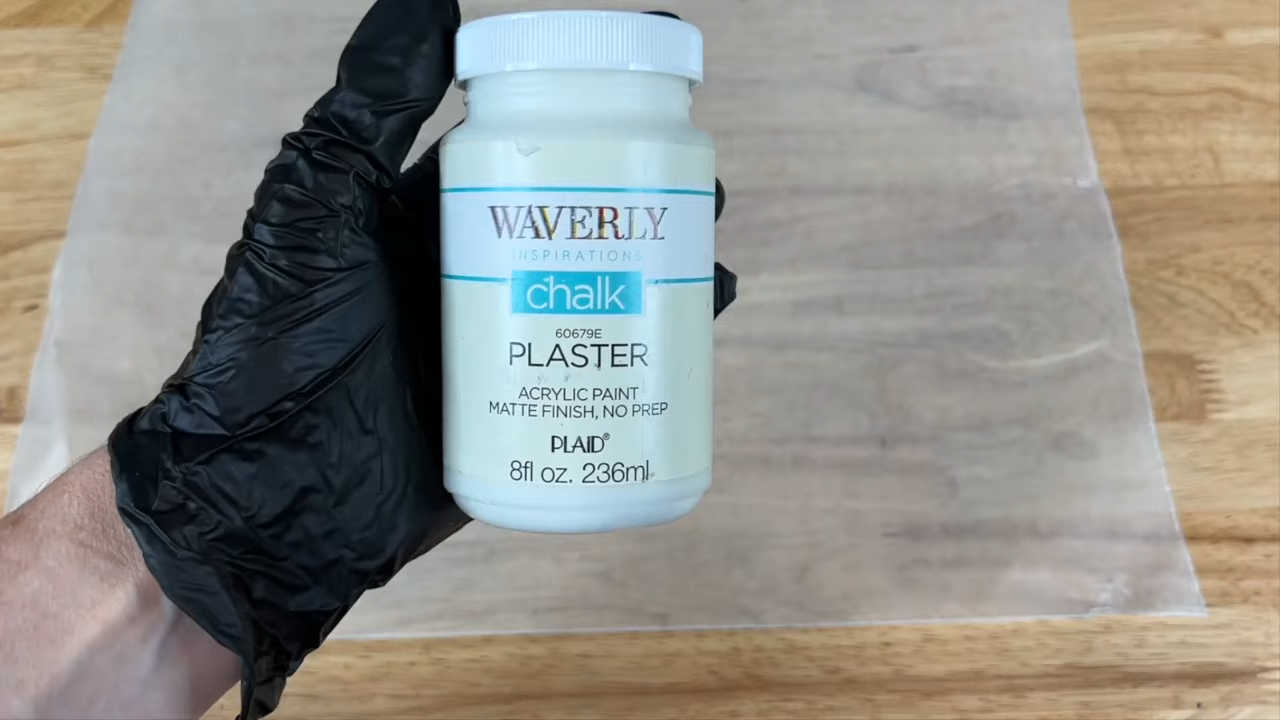 WAVERLY
INSPIRATIONS
chalk
60679E
PLASTER
ACRYLIC PAINT
MATTE FINISH, NO PREP
PLAID®
8fl oz. 236ml